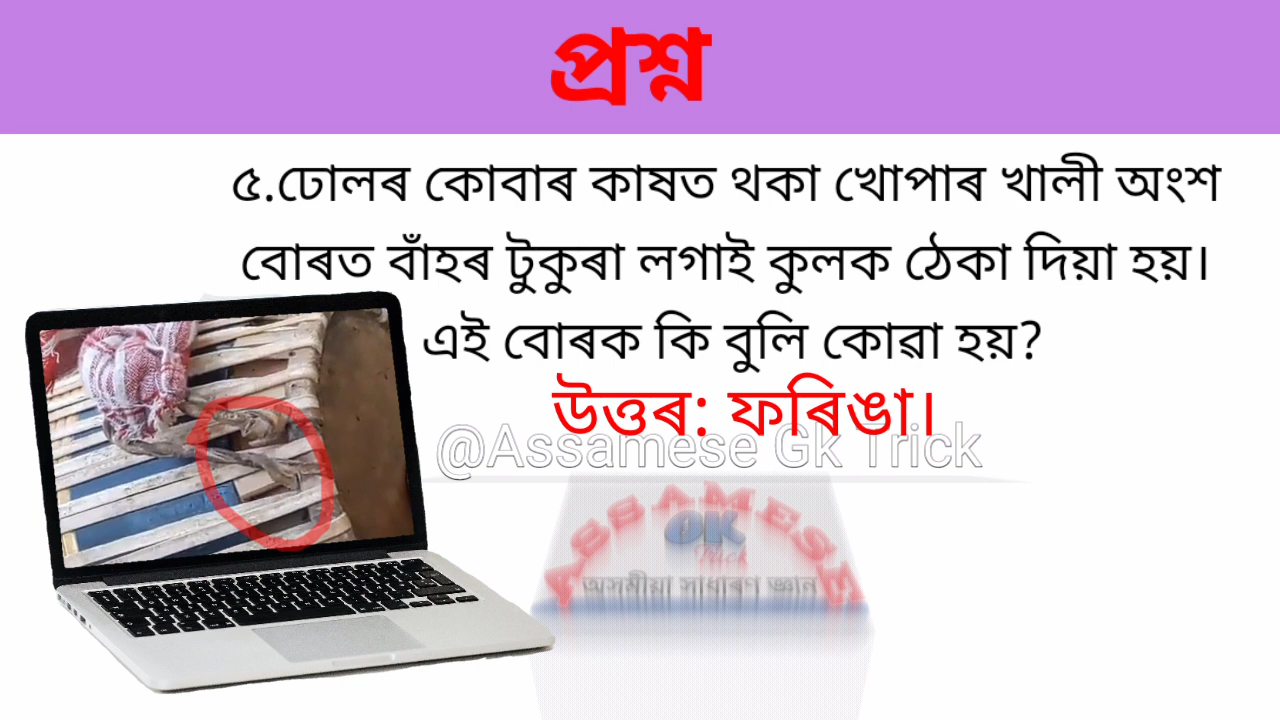 প্ৰশ্ন
৫.ঢোলৰ কোবাৰ কাষত থকা খোপাৰ খালী অংশ
বোৰত বাঁহৰ টুকুৰা লগাই কুলক ঠেকা দিয়া হয়।
এই বোৰক কি বুলি কোৱা হয়?
উত্তৰ: ফৰিঙা।
@Assamese Gk Trick
ASSAMESE
GK
Trick
অসমীয়া সাধাৰণ জ্ঞান